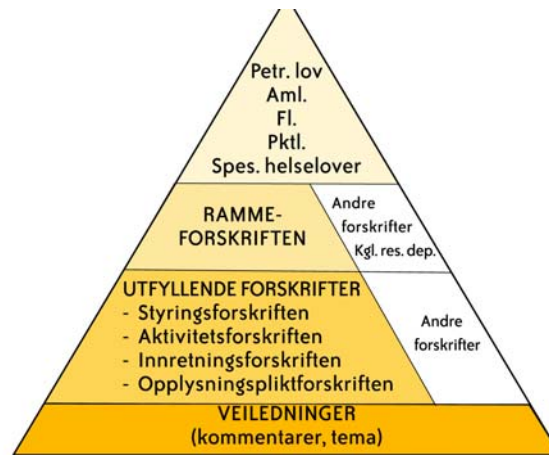 Petr. lov
Aml.
Fl.
Pktl.
Spes. helselover
RAMME-
FORSKRIFTEN
Andre
forskrifter
Kgl. res. dep.
UTFYLLENDE FORSKRIFTER
- Styringsforskriften
- Aktivitetsforskriften
- Innretningsforskriften
- Opplysningspliktforskriften
Andre
forskrifter
VEILEDNINGER
(kommentarer, tema)